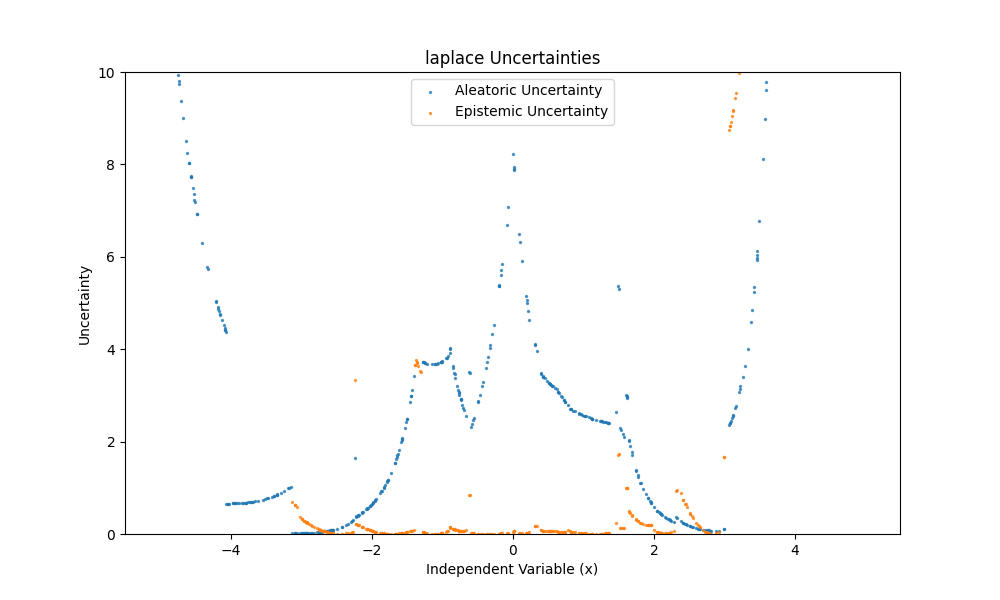 laplace Uncertainties
Aleatoric Uncertainty
Epistemic Uncertainty
Uncertainty
10
8
6
4
2
0
−4
−2
0
2
4
Independent Variable (x)